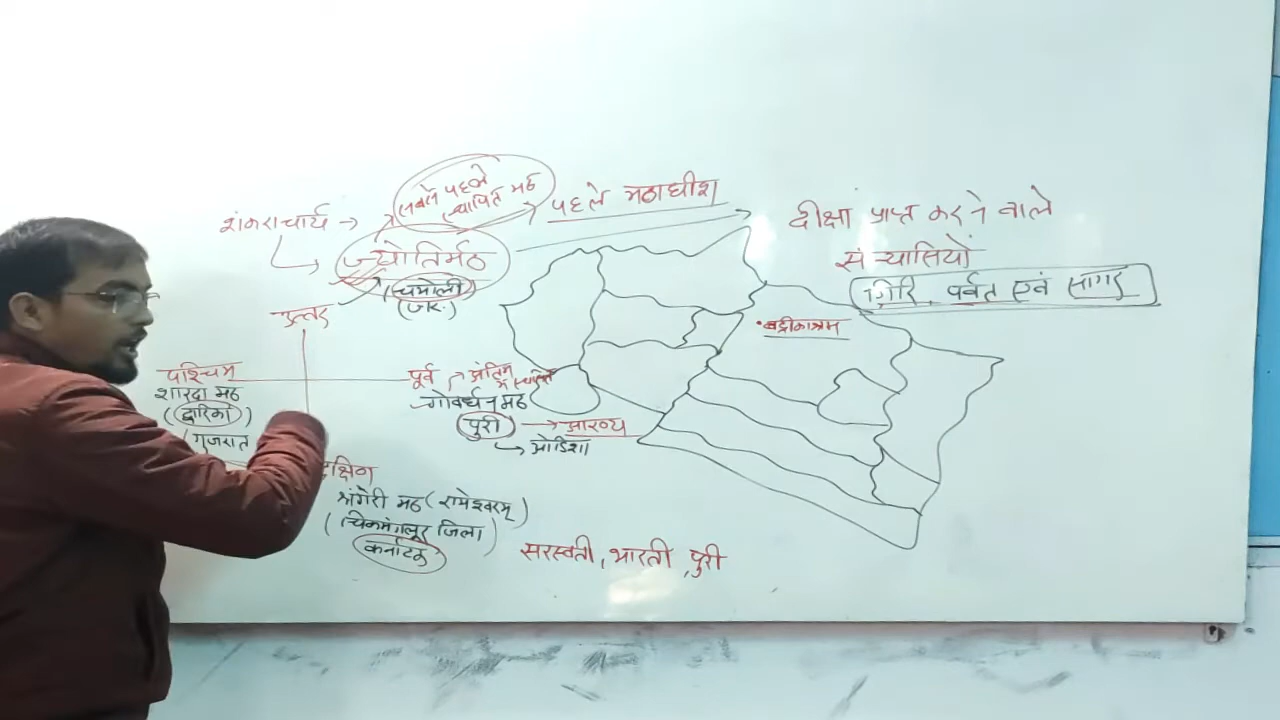 सबसे पहले
स्थापित मठ
शंकराचार्य → पहले मठाधीश
दीक्षा प्राप्त करने वाले
संन्यासियों
गिरि, पर्वत एवं सागर
ज्योतिर्मठ
(चमोली)
उत्तर
बद्रीकाश्रम
पश्चिम
शारदा मठ
(द्वारिका)
(गुजरात
पूर्व → अंतिम
गोवर्धन मठ
पुरी → आरण्य
ओडिशा
दक्षिण
श्रंगेरी मठ (रामेश्वरम्)
(चिकमंगलूर जिला)
कर्नाटक
सरस्वती, भारती, पुरी